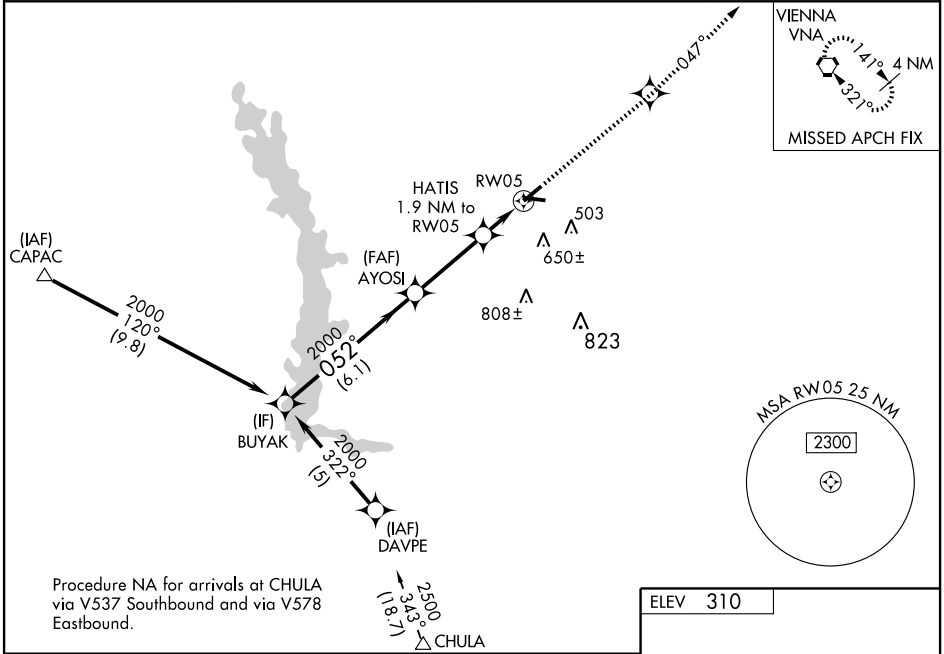 VIENNA
VNA
141°
4 NM
321°
MISSED APCH FIX
047°
HATIS
1.9 NM to
RW05
RW05
503
650±
(IAF)
CAPAC
(FAF)
AYOSI
808±
823
2000
120°
(9.8)
2000
052°
(6.1)
(IF)
BUYAK
2000
322°
(5)
(IAF)
DAVPE
MSA RW05 25 NM
2300
2500
343°
(18.7)
CHULA
Procedure NA for arrivals at CHULA
via V537 Southbound and via V578
Eastbound.
ELEV 310